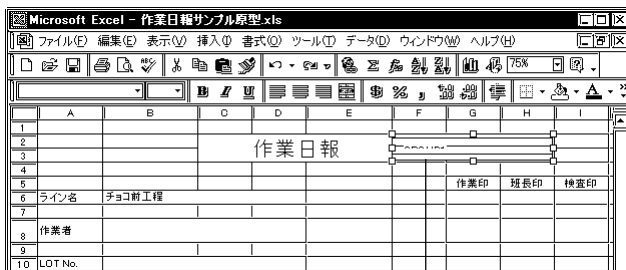 Microsoft Excel - 作業日報サンプル原型.xls
ファイル(F) 編集(E) 表示(V) 挿入(I) 書式(O) ツール(T) データ(D) ウィンドウ(W) ヘルプ(H)
75%
B I U
A B C D E F G H I
1
2
作業日報
3
4
5 作業印 班長印 検査印
6 ライン名 チョコ前工程
7
8 作業者
9
10 LOT No.